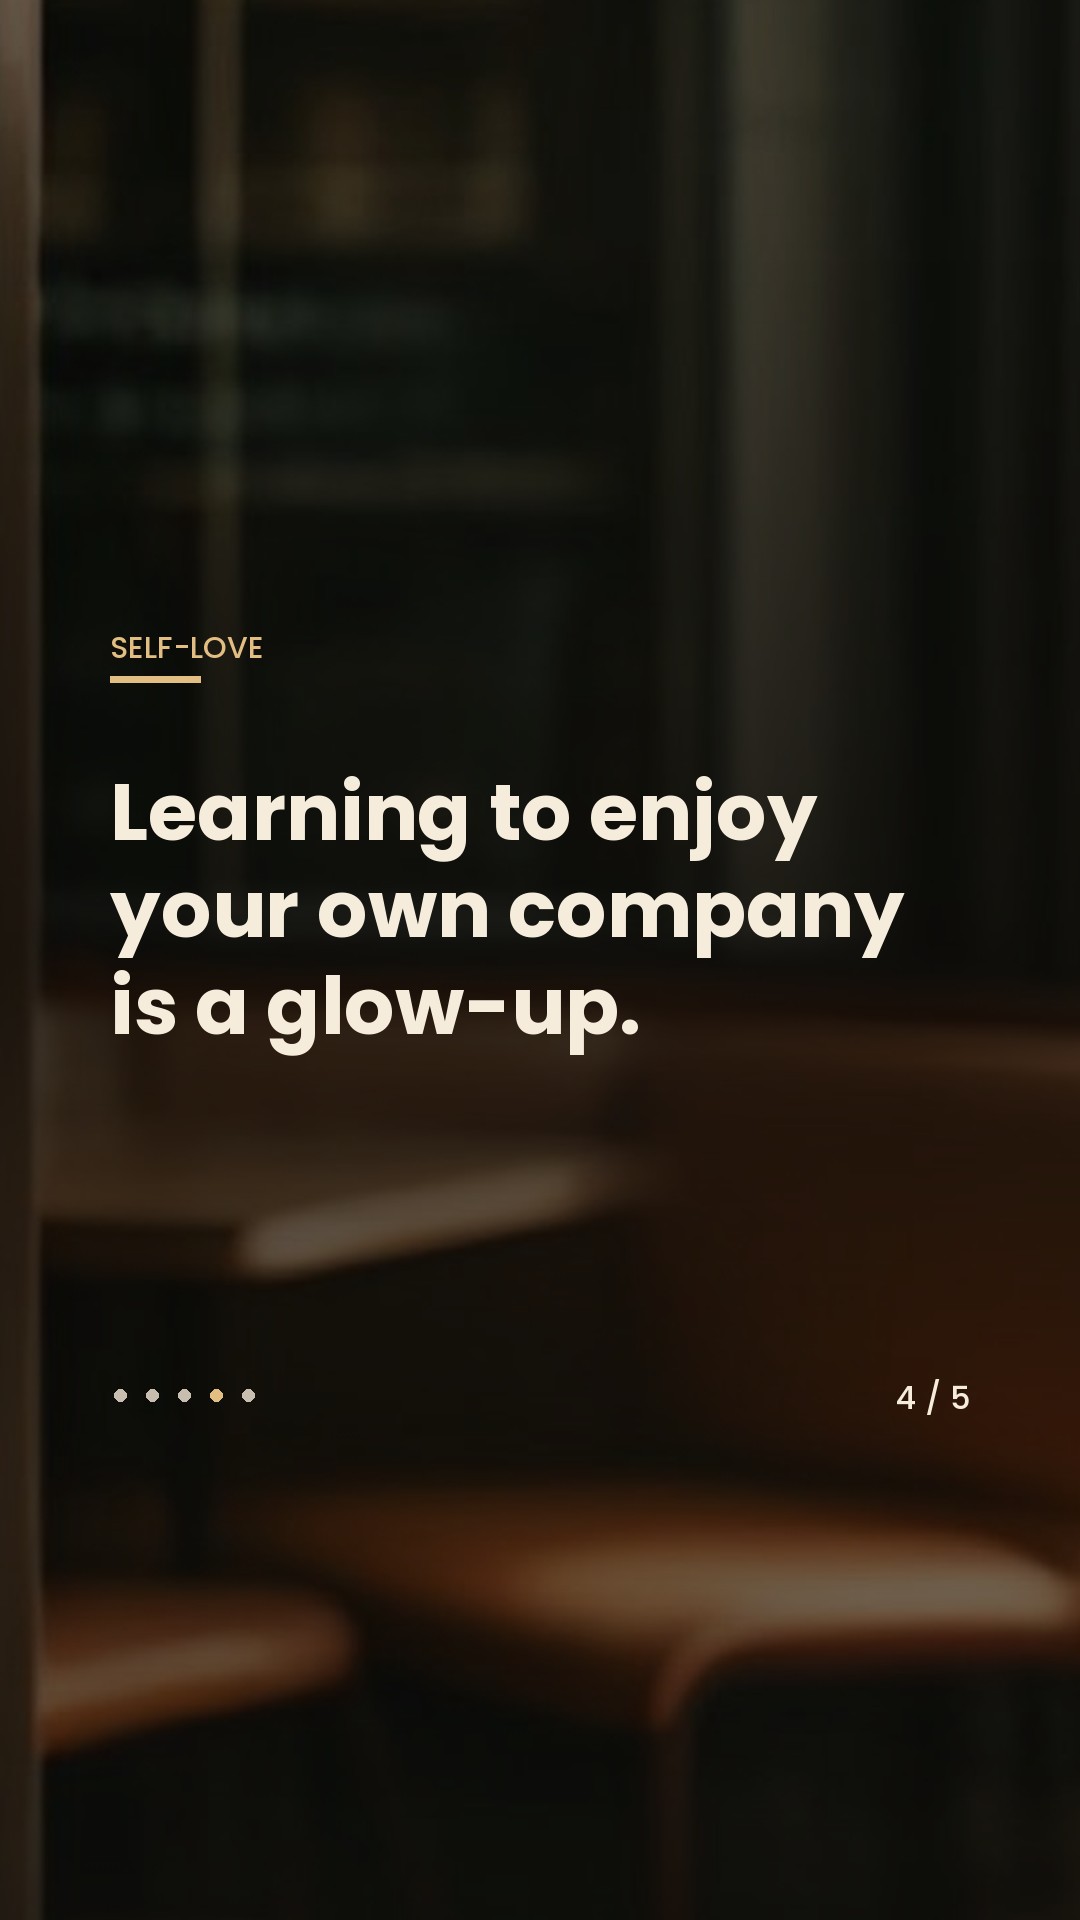 SELF-LOVE
Learning to enjoy
your own company
is a glow-up.
4 / 5